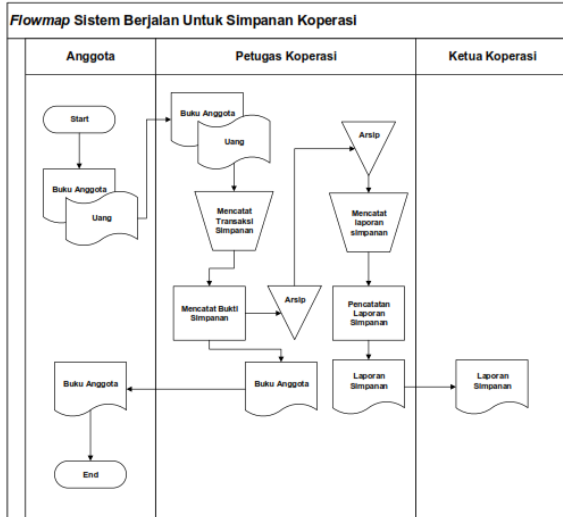 Flowmap Sistem Berjalan Untuk Simpanan Koperasi
Anggota
Petugas Koperasi
Ketua Koperasi
Start
Buku Anggota
Uang
Buku Anggota
Uang
Mencatat
Transaksi
Simpanan
Mencatat Bukti
Simpanan
Arsip
Buku Anggota
Arsip
Mencatat
laporan
simpanan
Pencatatan
Laporan
Simpanan
Laporan
Simpanan
Laporan
Simpanan
Buku Anggota
End